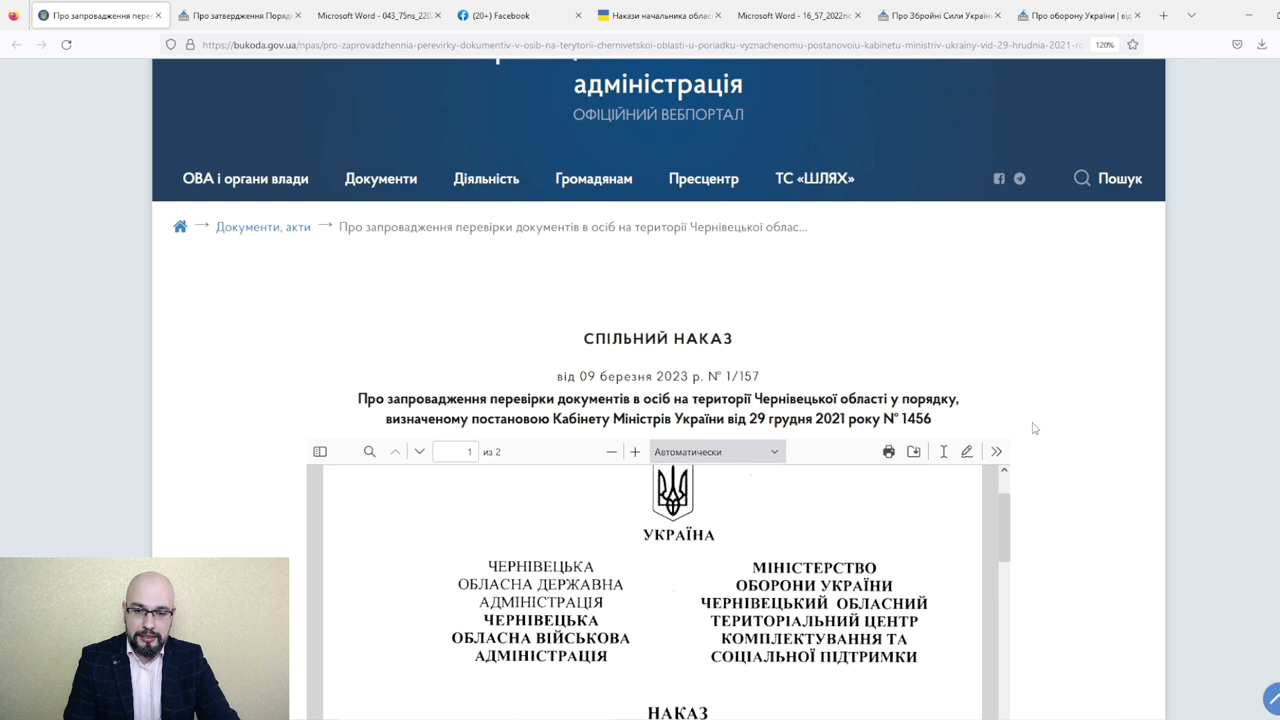 Про запровадження переві
Про затвердження Порядк
Microsoft Word - 043_75ns_220
(20+) Facebook
Накази начальника облас
Microsoft Word - 16_57_2022пс
Про Збройні Сили України
Про оборону України | від
https://bukoda.gov.ua/npas/pro-zaprovadzhennia-perevirky-dokumentiv-v-osib-na-terytorii-chernivetskoi-oblasti-u-poriadku-vyznachenomu-postanovoiu-kabinetu-ministriv-ukrainy-vid-29-hrudnia-2021-ro
120%
адміністрація
ОФІЦІЙНИЙ ВЕБПОРТАЛ
ОВА і органи влади Документи Діяльність Громадянам Пресцентр ТС «ШЛЯХ» Пошук
Документи, акти Про запровадження перевірки документів в осіб на території Чернівецької облас...
СПІЛЬНИЙ НАКАЗ
від 09 березня 2023 р. № 1/157
Про запровадження перевірки документів в осіб на території Чернівецької області у порядку,
визначеному постановою Кабінету Міністрів України від 29 грудня 2021 року № 1456
1 из 2
Автоматически
УКРАЇНА
ЧЕРНІВЕЦЬКА
ОБЛАСНА ДЕРЖАВНА
АДМІНІСТРАЦІЯ
ЧЕРНІВЕЦЬКА
ОБЛАСНА ВІЙСЬКОВА
АДМІНІСТРАЦІЯ
МІНІСТЕРСТВО
ОБОРОНИ УКРАЇНИ
ЧЕРНІВЕЦЬКИЙ ОБЛАСНИЙ
ТЕРИТОРІАЛЬНИЙ ЦЕНТР
КОМПЛЕКТУВАННЯ ТА
СОЦІАЛЬНОЇ ПІДТРИМКИ
НАКАЗ